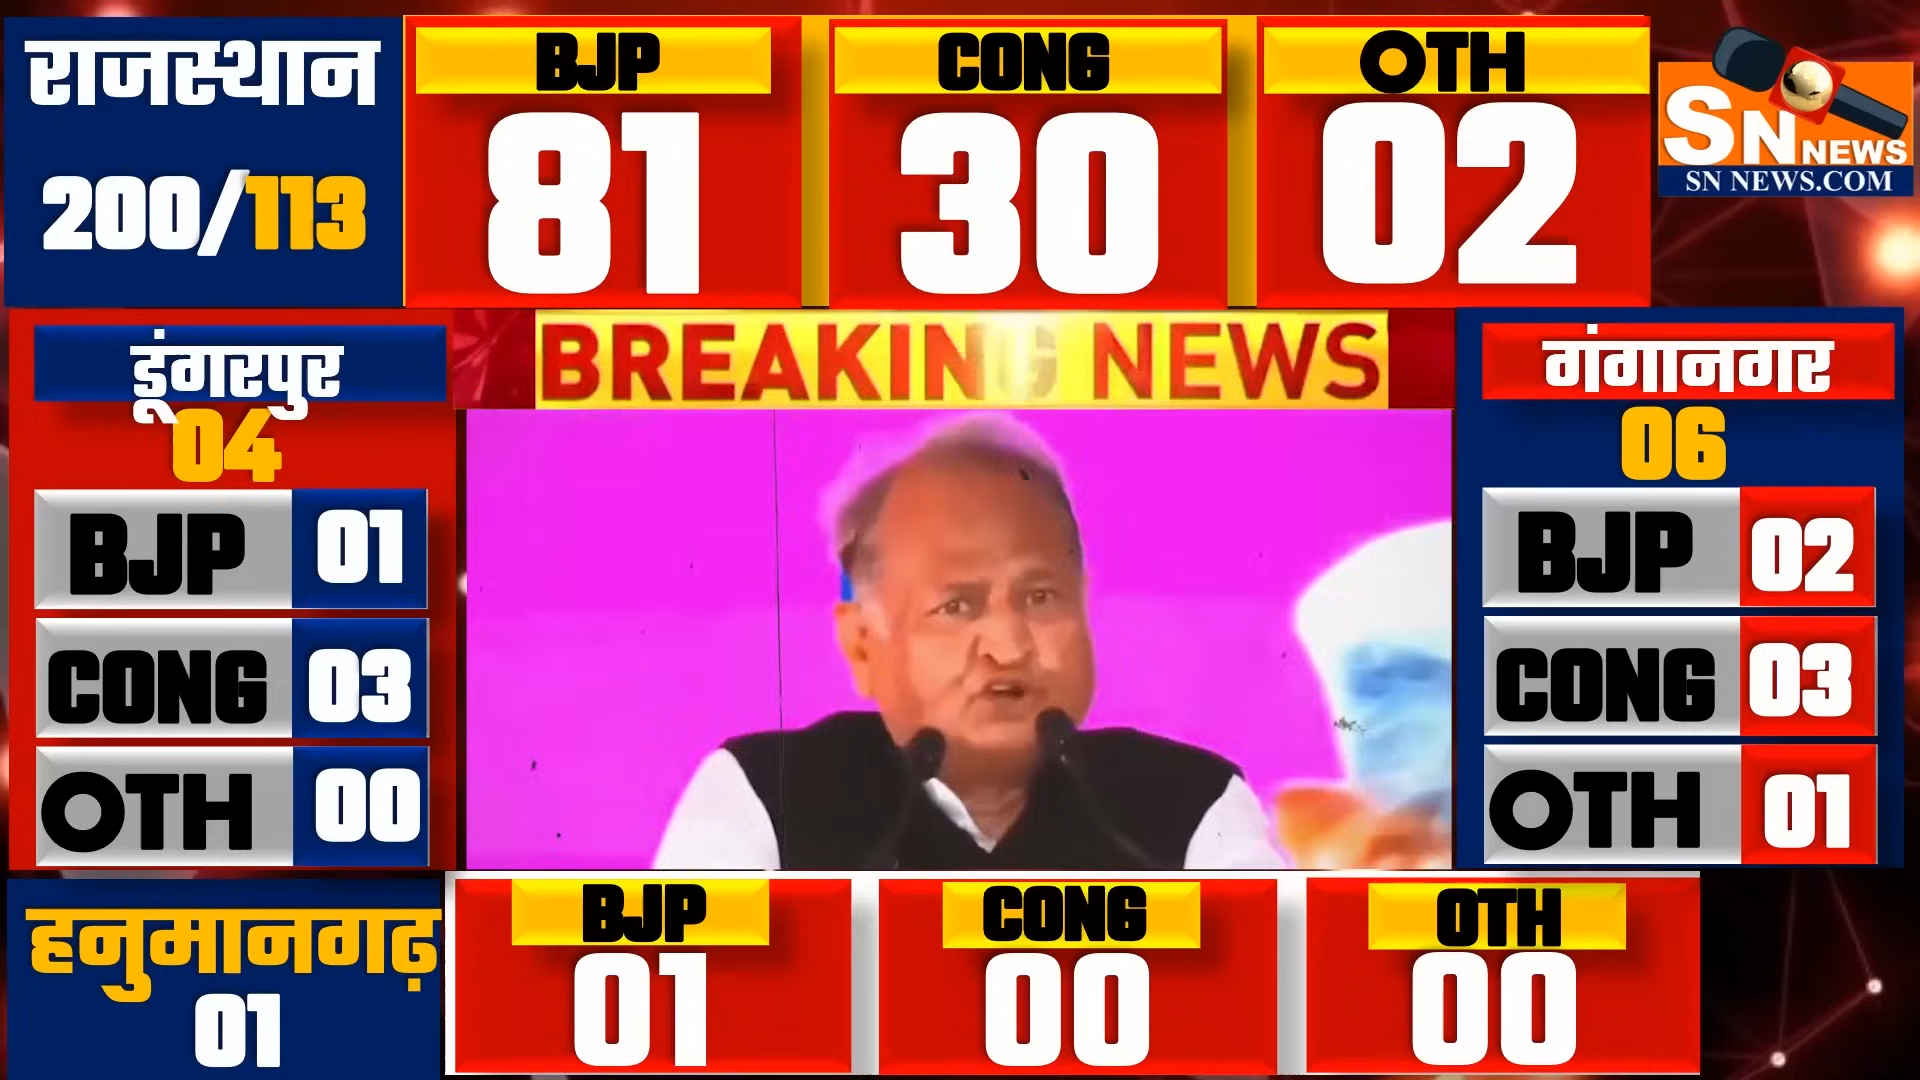 राजस्थान
200/113
BJP
81
CONG
30
OTH
02
SN NEWS
SN NEWS.COM
डूंगरपुर
04
BJP 01
CONG 03
OTH 00
BREAKING NEWS
गंगानगर
06
BJP 02
CONG 03
OTH 01
हनुमानगढ़
01
BJP
01
CONG
00
OTH
00